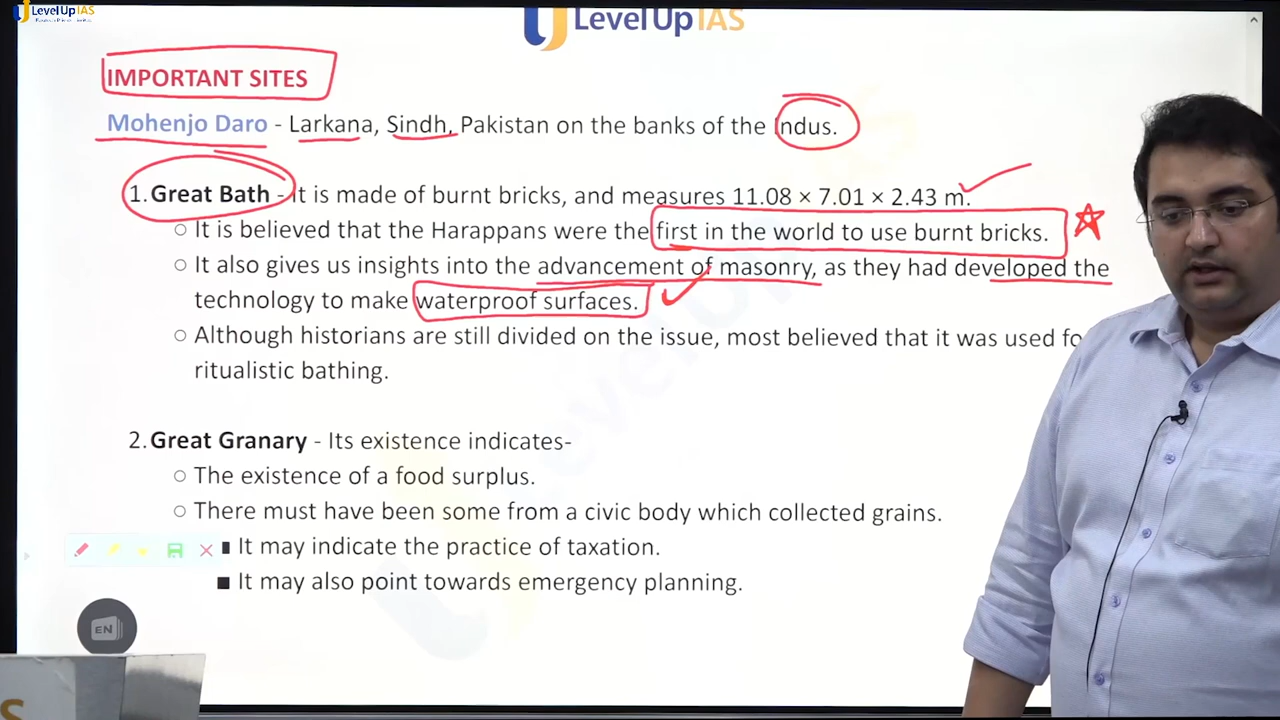 LevelUp IAS
LevelUp IAS
IMPORTANT SITES
Mohenjo Daro - Larkana, Sindh, Pakistan on the banks of the Indus.
1. Great Bath - It is made of burnt bricks, and measures 11.08 × 7.01 × 2.43 m.
○ It is believed that the Harappans were the first in the world to use burnt bricks.
○ It also gives us insights into the advancement of masonry, as they had developed the
technology to make waterproof surfaces.
○ Although historians are still divided on the issue, most believed that it was used fo
ritualistic bathing.
2. Great Granary - Its existence indicates-
○ The existence of a food surplus.
○ There must have been some from a civic body which collected grains.
■ It may indicate the practice of taxation.
■ It may also point towards emergency planning.
EN
S